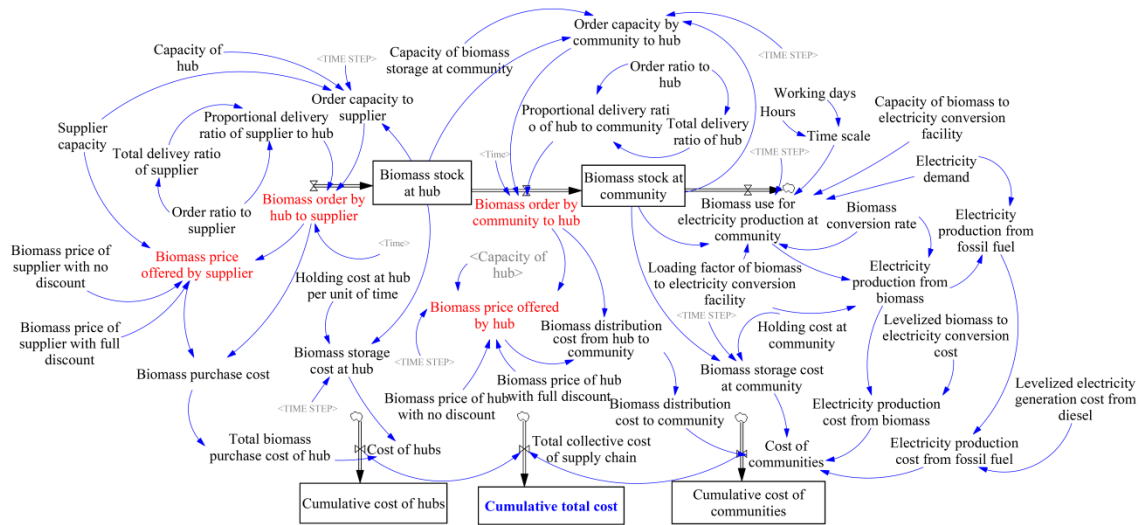 Capacity of
hub
<TIME STEP>
Capacity of biomass
storage at community
Order capacity by
community to hub
<TIME STEP>
Order ratio to
hub
Working days
Hours
Time scale
Capacity of biomass to
electricity conversion
facility
Supplier
capacity
Proportional delivery
ratio of supplier to hub
Order capacity to
supplier
Proportional delivery rati
o of hub to community
Total delivery
ratio of hub
<TIME STEP>
Total delivey ratio
of supplier
<Time>
Electricity
demand
Biomass stock
at hub
Biomass stock at
community
Order ratio to
supplier
Biomass order by
hub to supplier
Biomass order by
community to hub
Biomass use for
electricity production at
community
Biomass
conversion rate
Electricity
production from
fossil fuel
Biomass price of
supplier with no
discount
Biomass price
offered by supplier
<Time>
Holding cost at hub
per unit of time
<Capacity of
hub>
Loading factor of biomass
to electricity conversion
facility
Electricity
production from
biomass
Biomass price of
supplier with full
discount
Biomass price offered
by hub
<TIME STEP>
Holding cost at
community
Levelized biomass to
electricity conversion
cost
Biomass distribution
cost from hub to
community
Biomass storage
cost at hub
<TIME STEP>
Biomass purchase cost
Biomass price of hub
with full discount
Biomass storage cost
at community
Biomass price of hub
with no discount
<TIME STEP>
Biomass distribution
cost to community
Electricity production
cost from biomass
Levelized electricity
generation cost from
diesel
Total biomass
purchase cost of hub
Cost of hubs
Total collective cost
of supply chain
Cost of
communities
Electricity production
cost from fossil fuel
Cumulative cost of hubs
Cumulative total cost
Cumulative cost of
communities